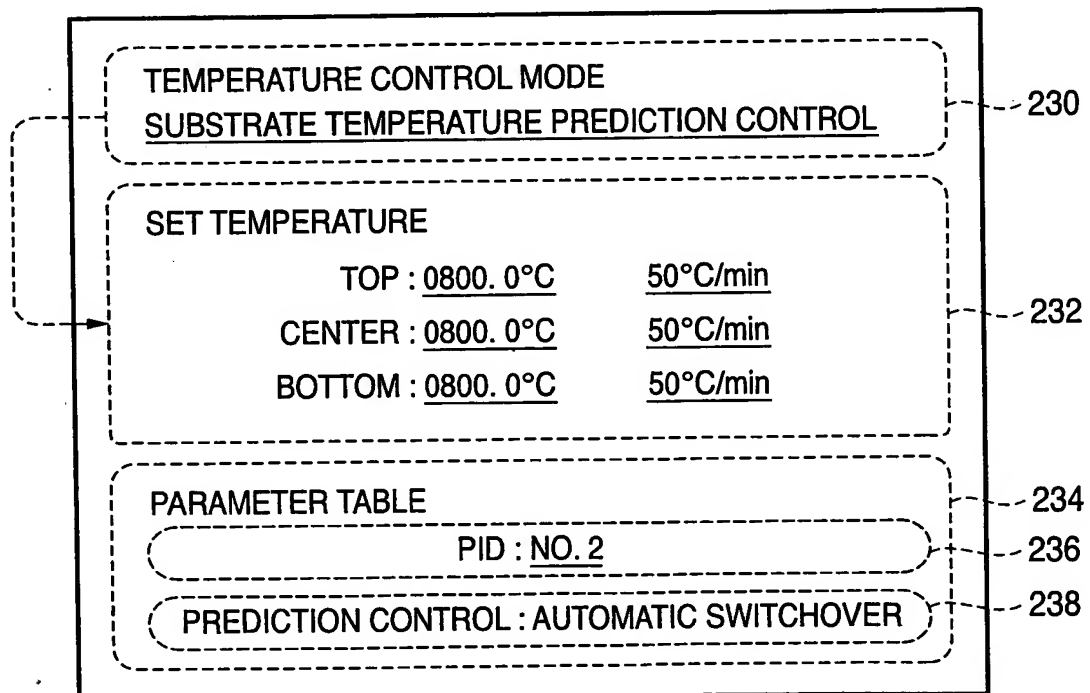 TEMPERATURE CONTROL MODE
SUBSTRATE TEMPERATURE PREDICTION CONTROL
230
SET TEMPERATURE
TOP : 0800. 0°C 50°C/min
CENTER : 0800. 0°C 50°C/min
232
BOTTOM : 0800. 0°C 50°C/min
PARAMETER TABLE
234
PID : NO. 2
236
PREDICTION CONTROL : AUTOMATIC SWITCHOVER
238